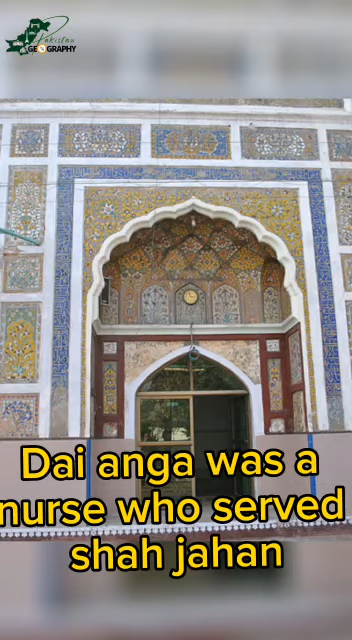 Pakistan
GEOGRAPHY
Dai anga was a
nurse who served
shah jahan